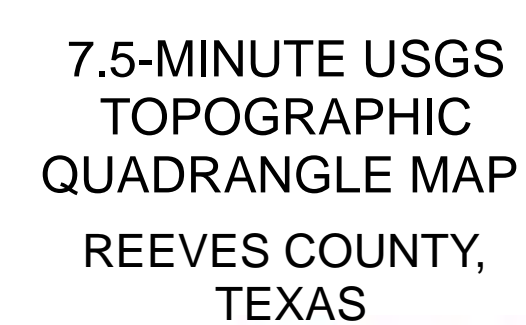 7.5-MINUTE USGS
TOPOGRAPHIC
QUADRANGLE MAP
REEVES COUNTY,
TEXAS